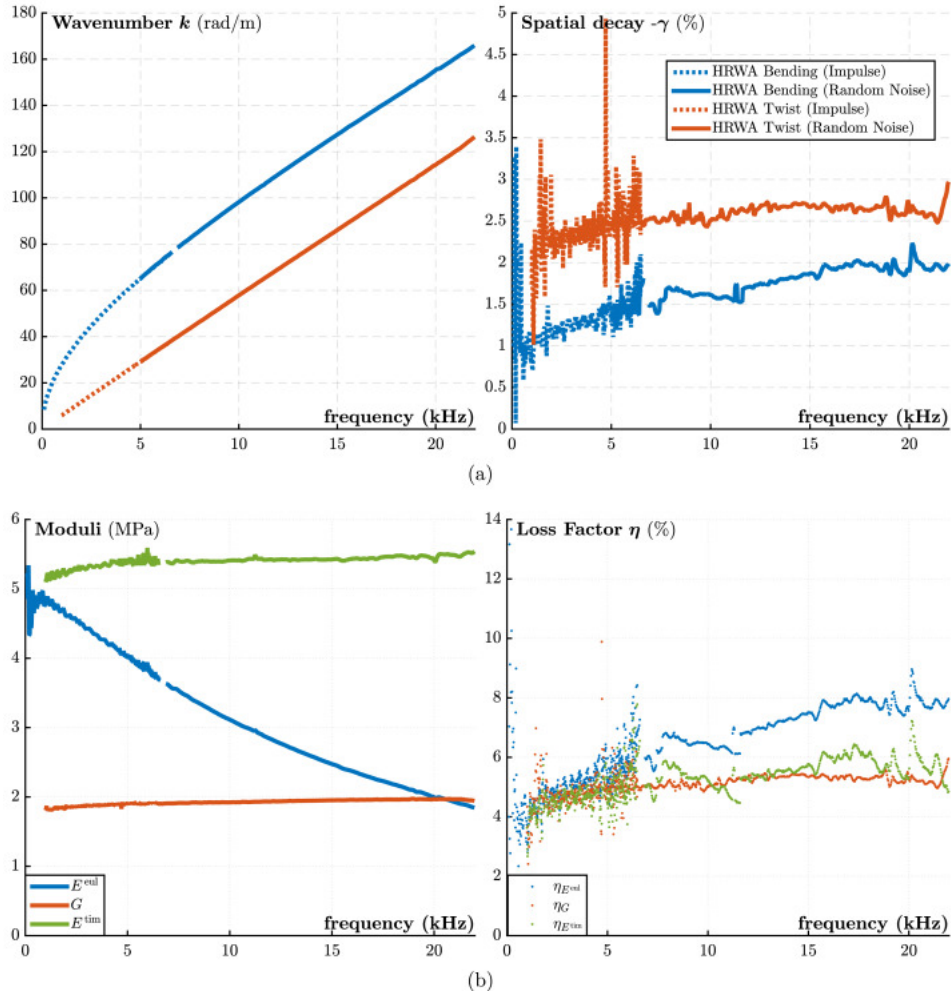 Wavenumber k (rad/m)
160
140
120
100
80
60
40
20
0
0 5 10 15 20
frequency (kHz)
Spatial decay -γ (%)
HRWA Bending (Impulse)
HRWA Bending (Random Noise)
HRWA Twist (Impulse)
HRWA Twist (Random Noise)
5
4.5
4
3.5
3
2.5
2
1.5
1
0.5
0
0 5 10 15 20
frequency (kHz)
(a)
Moduli (MPa)
6
5
4
3
2
1
0
0 5 10 15 20
frequency (kHz)
E^eul
G
E^tim
Loss Factor η (%)
14
12
10
8
6
4
2
0
0 5 10 15 20
frequency (kHz)
η_E^eul
η_G
η_E^tim
(b)